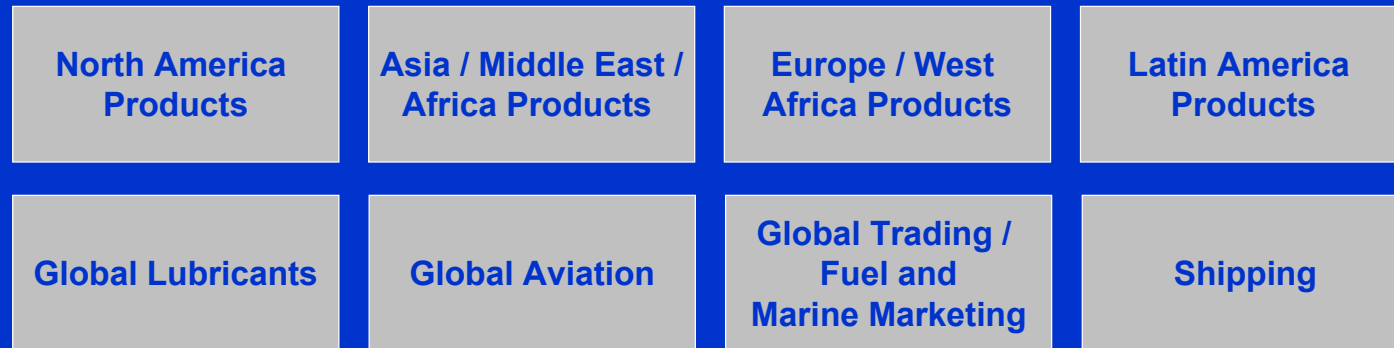 North America
Products
Asia / Middle East /
Africa Products
Europe / West
Africa Products
Latin America
Products
Global Lubricants
Global Aviation
Global Trading /
Fuel and
Marine Marketing
Shipping